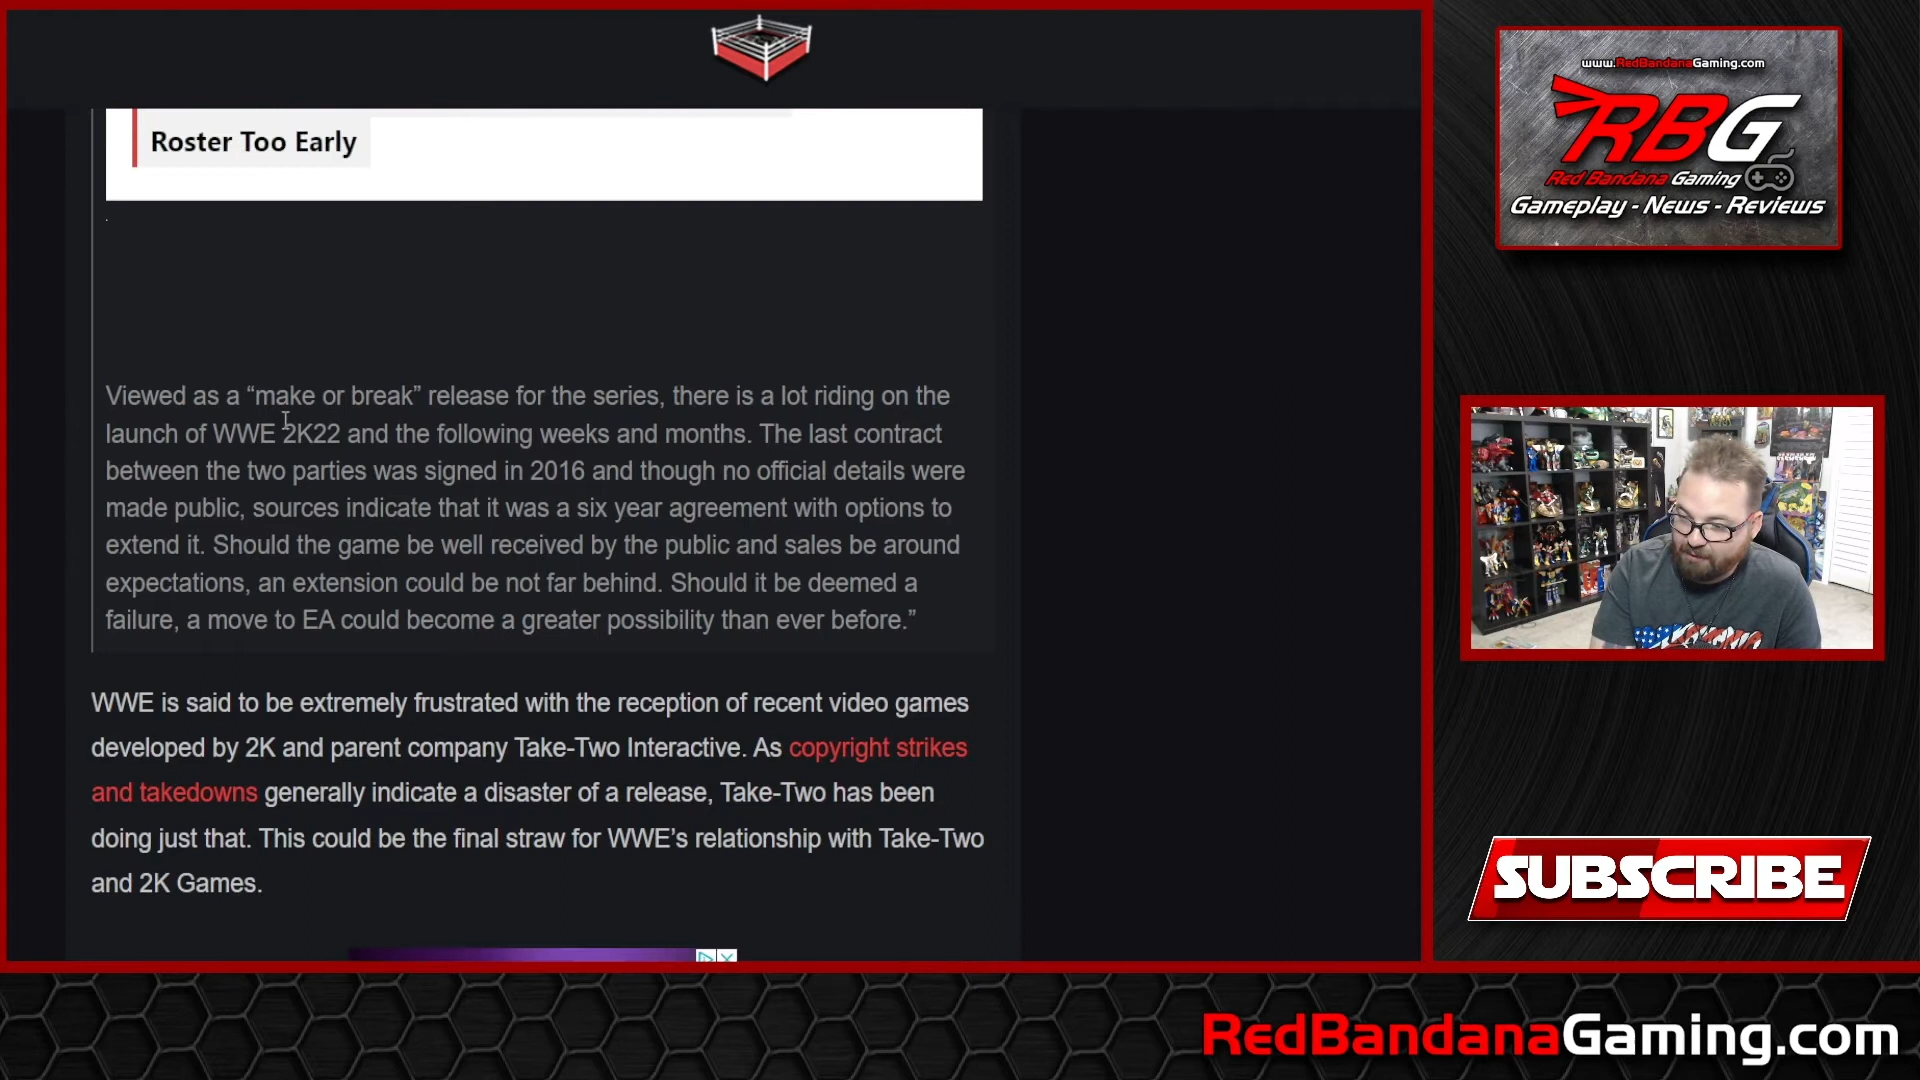 Roster Too Early
Viewed as a “make or break” release for the series, there is a lot riding on the
launch of WWE 2K22 and the following weeks and months. The last contract
between the two parties was signed in 2016 and though no official details were
made public, sources indicate that it was a six year agreement with options to
extend it. Should the game be well received by the public and sales be around
expectations, an extension could be not far behind. Should it be deemed a
failure, a move to EA could become a greater possibility than ever before.”
WWE is said to be extremely frustrated with the reception of recent video games
developed by 2K and parent company Take-Two Interactive. As copyright strikes
and takedowns generally indicate a disaster of a release, Take-Two has been
doing just that. This could be the final straw for WWE’s relationship with Take-Two
and 2K Games.
www.RedBandanaGaming.com
RBG
Red Bandana Gaming
Gameplay - News - Reviews
SUBSCRIBE
RedBandanaGaming.com